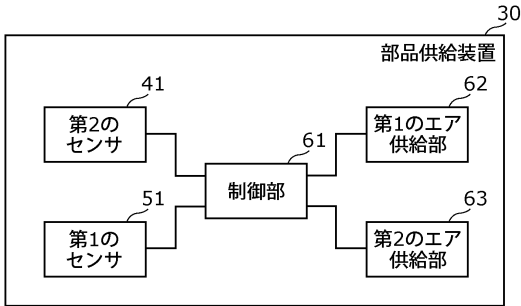 30
部品供給装置
41
第2の
センサ
62
第1のエア
供給部
61
制御部
51
第1の
センサ
63
第2のエア
供給部